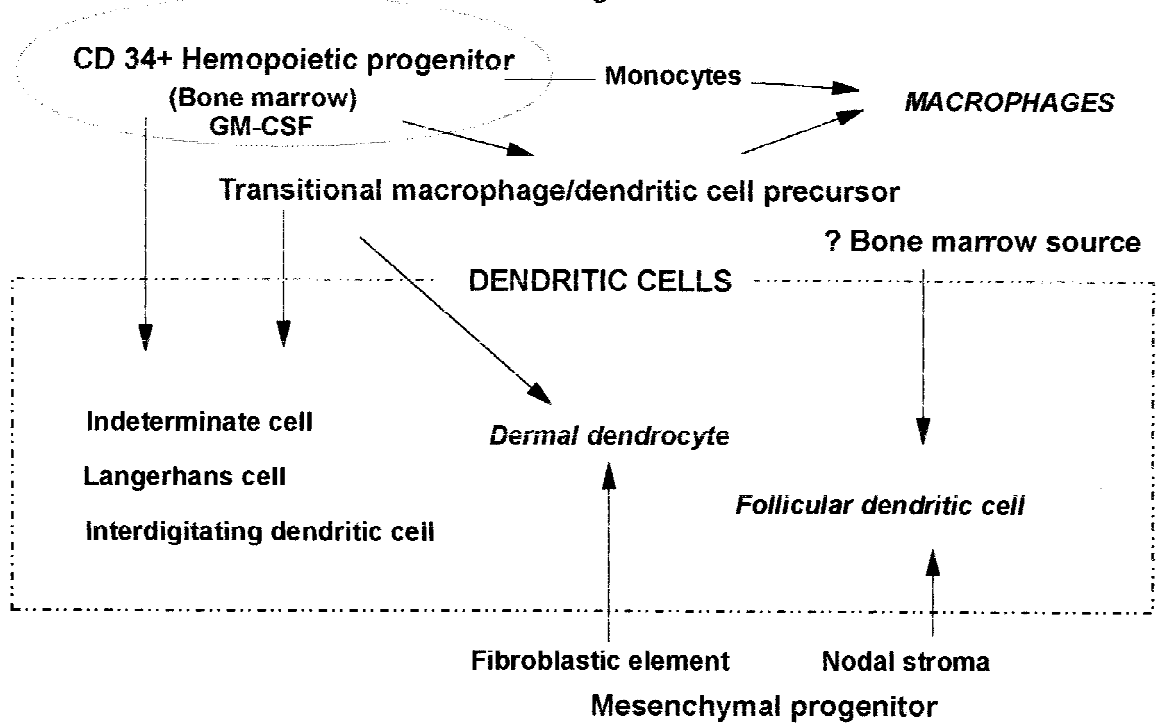 CD 34+ Hemopoietic progenitor
(Bone marrow)
GM-CSF
Monocytes
MACROPHAGES
Transitional macrophage/dendritic cell precursor
? Bone marrow source
DENDRITIC CELLS
Indeterminate cell
Langerhans cell
Interdigitating dendritic cell
Dermal dendrocyte
Follicular dendritic cell
Fibroblastic element
Nodal stroma
Mesenchymal progenitor